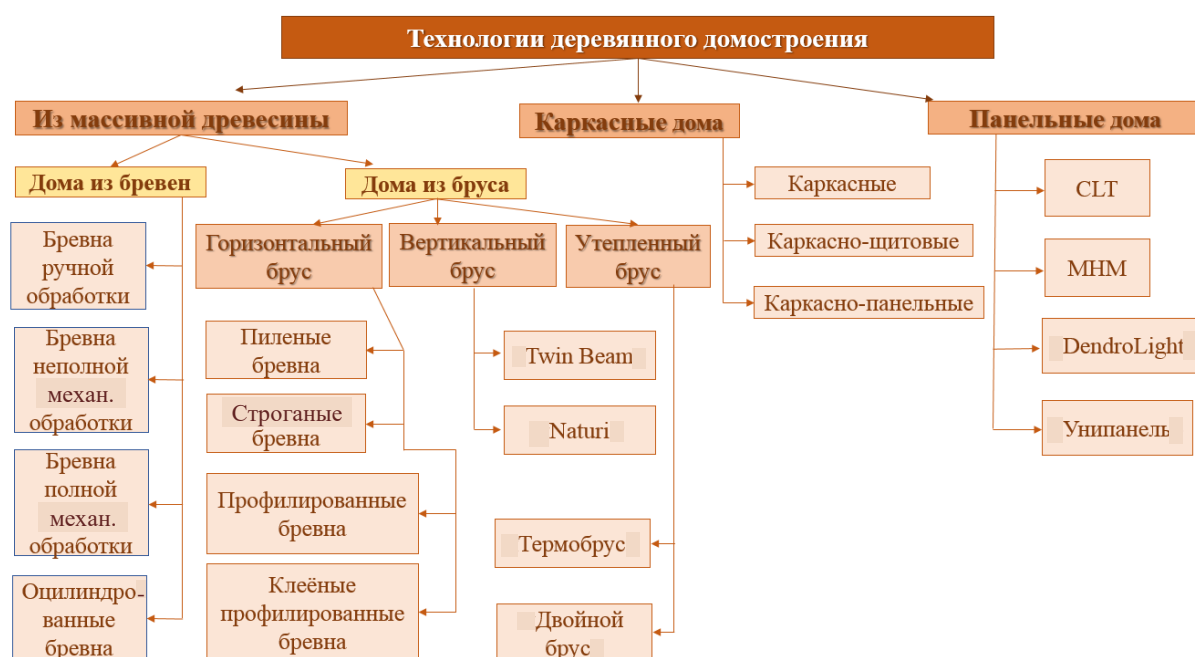 Технологии деревянного домостроения
Из массивной древесины
Каркасные дома
Панельные дома
Дома из бревен
Дома из бруса
Бревна
ручной
обработки
Бревна
неполной
механ.
обработки
Бревна
полной
механ.
обработки
Оцилиндро-
ванные
бревна
Горизонтальный
брус
Вертикальный
брус
Утепленный
брус
Пиленые
бревна
Строганые
бревна
Профилированные
бревна
Клеёные
профилированные
бревна
Twin Beam
Naturi
Термобрус
Двойной
брус
Каркасные
Каркасно-щитовые
Каркасно-панельные
CLT
МНМ
DendroLight
Унипанель